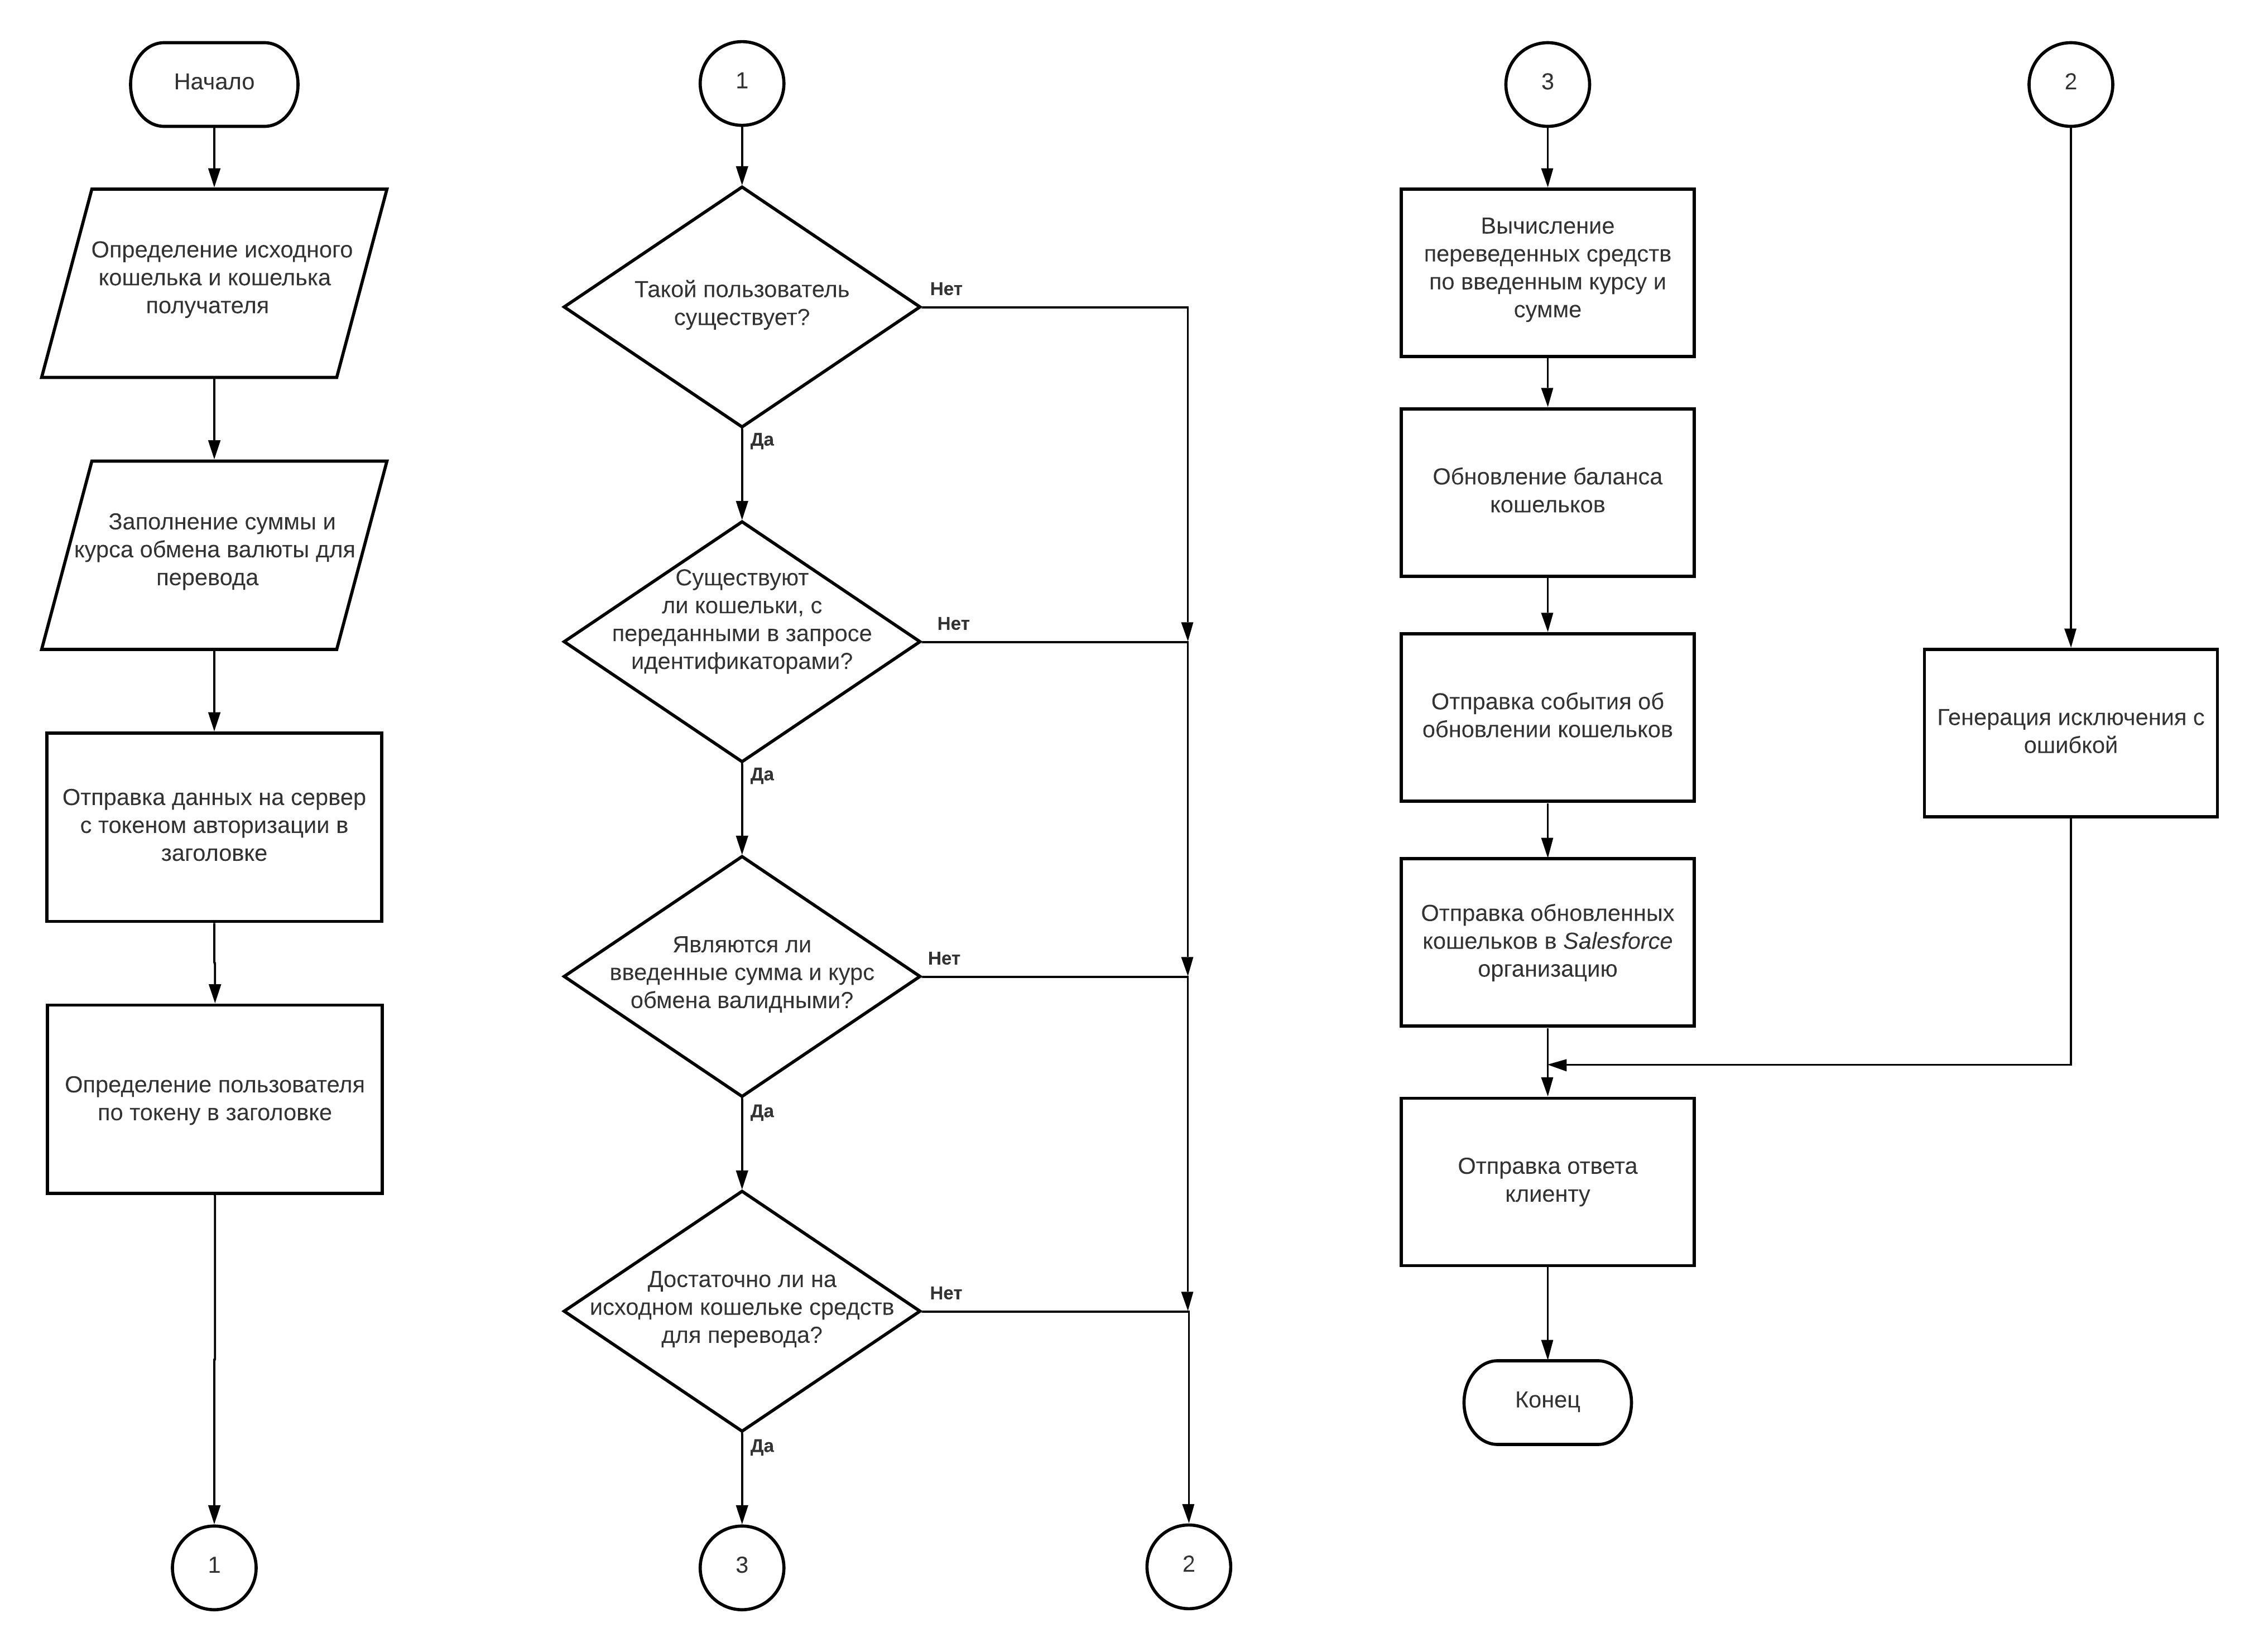 Начало
Определение исходного
кошелька и кошелька
получателя
Заполнение суммы и
курса обмена валюты для
перевода
Отправка данных на сервер
с токеном авторизации в
заголовке
Определение пользователя
по токену в заголовке
1
1
Такой пользователь
существует?
Нет
Да
Существуют
ли кошельки, с
переданными в запросе
идентификаторами?
Нет
Да
Являются ли
введенные сумма и курс
обмена валидными?
Нет
Да
Достаточно ли на
исходном кошельке средств
для перевода?
Нет
Да
3
2
3
Вычисление
переведенных средств
по введенным курсу и
сумме
Обновление баланса
кошельков
Отправка события об
обновлении кошельков
Отправка обновленных
кошельков в Salesforce
организацию
Отправка ответа
клиенту
Конец
2
Генерация исключения с
ошибкой